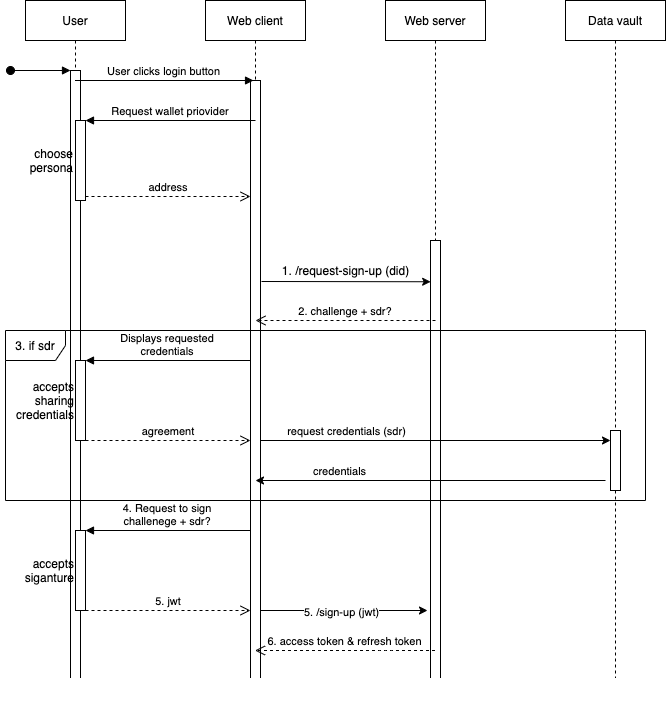 User
Web client
Web server
Data vault
User clicks login button
Request wallet priovider
choose
persona
address
1. /request-sign-up (did)
2. challenge + sdr?
3. if sdr
Displays requested
credentials
accepts
sharing
credentials
agreement
request credentials (sdr)
credentials
4. Request to sign
challenege + sdr?
accepts
siganture
5. jwt
5. /sign-up (jwt)
6. access token & refresh token